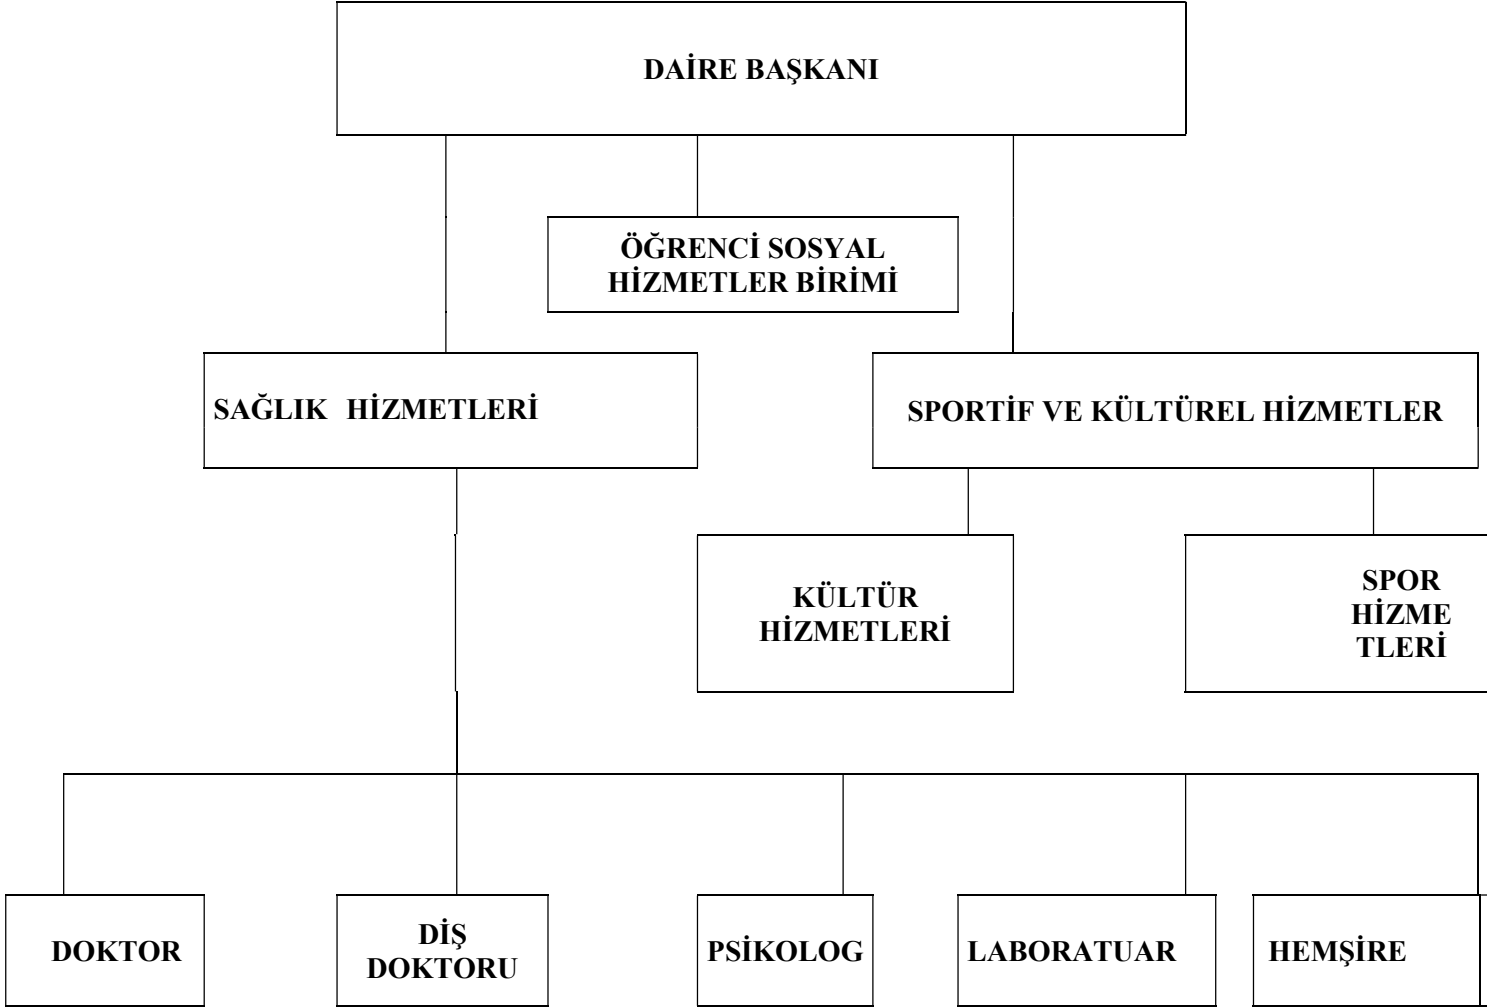 DAİRE BAŞKANI
ÖĞRENCİ SOSYAL
HİZMETLER BİRİMİ
SAĞLIK HİZMETLERİ
SPORTİF VE KÜLTÜREL HİZMETLER
KÜLTÜR
HİZMETLERİ
SPOR
HİZME
TLERİ
DOKTOR
DİŞ
DOKTORU
PSİKOLOG
LABORATUAR
HEMŞİRE